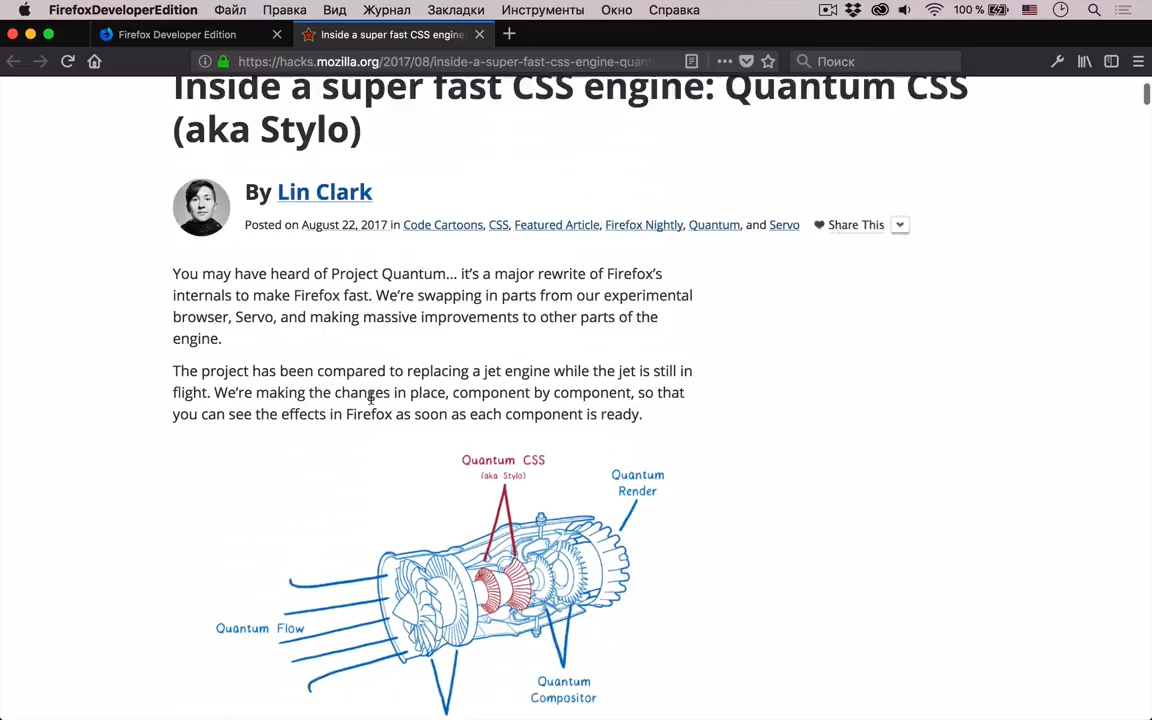 FirefoxDeveloperEdition Файл Правка Вид Журнал Закладки Инструменты Окно Справка 100 %
Firefox Developer Edition Inside a super fast CSS engine:
https://hacks.mozilla.org/2017/08/inside-a-super-fast-css-engine-quant Поиск
Inside a super fast CSS engine: Quantum CSS
(aka Stylo)
By Lin Clark
Posted on August 22, 2017 in Code Cartoons, CSS, Featured Article, Firefox Nightly, Quantum, and Servo Share This
You may have heard of Project Quantum… it’s a major rewrite of Firefox’s
internals to make Firefox fast. We’re swapping in parts from our experimental
browser, Servo, and making massive improvements to other parts of the
engine.
The project has been compared to replacing a jet engine while the jet is still in
flight. We’re making the changes in place, component by component, so that
you can see the effects in Firefox as soon as each component is ready.
Quantum CSS
(aka Stylo)
Quantum
Render
Quantum Flow
Quantum
Compositor